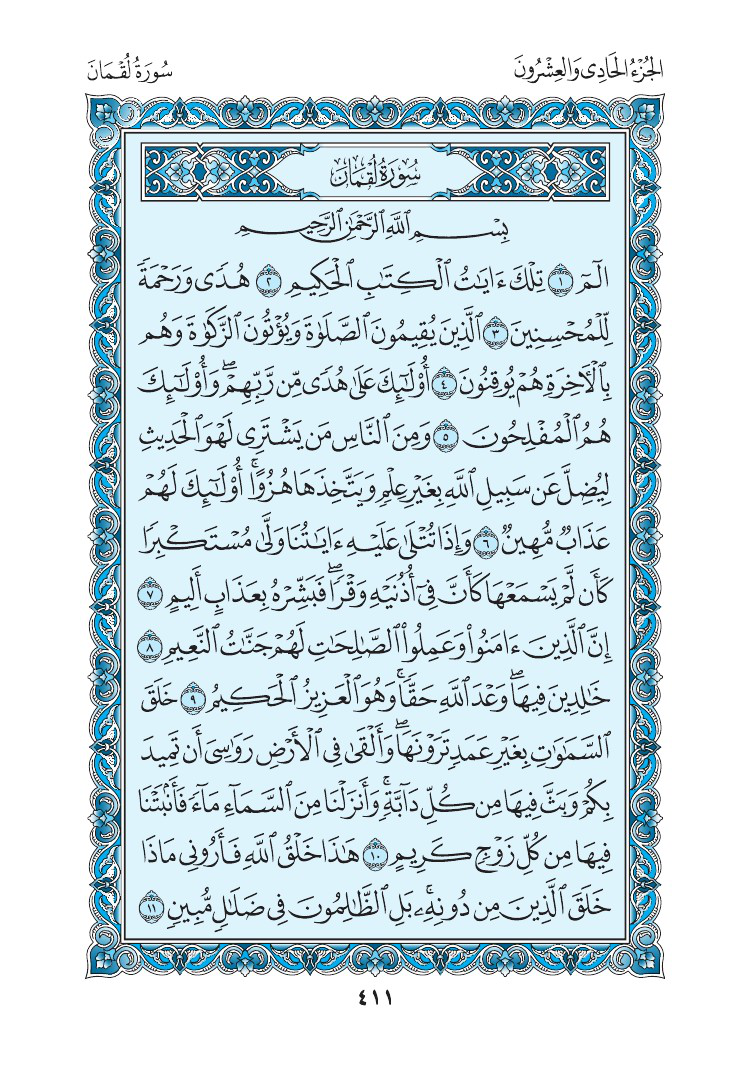 الجُزْءُ الحَادِى وَالعِشْرُونَ
سُورَةُ لُقْمَانَ
سُورَةُ لُقْمَانَ
بِسْمِ ٱللَّهِ ٱلرَّحْمَٰنِ ٱلرَّحِيمِ
الٓمٓ ١ تِلْكَ ءَايَٰتُ ٱلْكِتَٰبِ ٱلْحَكِيمِ ٢ هُدًى وَرَحْمَةً
لِّلْمُحْسِنِينَ ٣ ٱلَّذِينَ يُقِيمُونَ ٱلصَّلَوٰةَ وَيُؤْتُونَ ٱلزَّكَوٰةَ وَهُم
بِٱلْأَخِرَةِ هُمْ يُوقِنُونَ ٤ أُو۟لَٰٓئِكَ عَلَىٰ هُدًى مِّن رَّبِّهِمْ ۖ وَأُو۟لَٰٓئِكَ
هُمُ ٱلْمُفْلِحُونَ ٥ وَمِنَ ٱلنَّاسِ مَن يَشْتَرِى لَهْوَ ٱلْحَدِيثِ
لِيُضِلَّ عَن سَبِيلِ ٱللَّهِ بِغَيْرِ عِلْمٍ وَيَتَّخِذَهَا هُزُوًا ۚ أُو۟لَٰٓئِكَ لَهُمْ
عَذَابٌ مُّهِينٌ ٦ وَإِذَا تُتْلَىٰ عَلَيْهِ ءَايَٰتُنَا وَلَّىٰ مُسْتَكْبِرًا
كَأَن لَّمْ يَسْمَعْهَا كَأَنَّ فِىٓ أُذُنَيْهِ وَقْرًا ۖ فَبَشِّرْهُ بِعَذَابٍ أَلِيمٍ ٧
إِنَّ ٱلَّذِينَ ءَامَنُوا۟ وَعَمِلُوا۟ ٱلصَّٰلِحَٰتِ لَهُمْ جَنَّٰتُ ٱلنَّعِيمِ ٨
خَٰلِدِينَ فِيهَا ۖ وَعْدَ ٱللَّهِ حَقًّا ۚ وَهُوَ ٱلْعَزِيزُ ٱلْحَكِيمُ ٩ خَلَقَ
ٱلسَّمَٰوَٰتِ بِغَيْرِ عَمَدٍ تَرَوْنَهَا ۖ وَأَلْقَىٰ فِى ٱلْأَرْضِ رَوَٰسِىَ أَن تَمِيدَ
بِكُمْ وَبَثَّ فِيهَا مِن كُلِّ دَآبَّةٍ ۚ وَأَنزَلْنَا مِنَ ٱلسَّمَآءِ مَآءً فَأَنۢبَتْنَا
فِيهَا مِن كُلِّ زَوْجٍ كَرِيمٍ ١٠ هَٰذَا خَلْقُ ٱللَّهِ فَأَرُونِى مَاذَا
خَلَقَ ٱلَّذِينَ مِن دُونِهِۦ ۚ بَلِ ٱلظَّٰلِمُونَ فِى ضَلَٰلٍ مُّبِينٍ ١١
٤١١